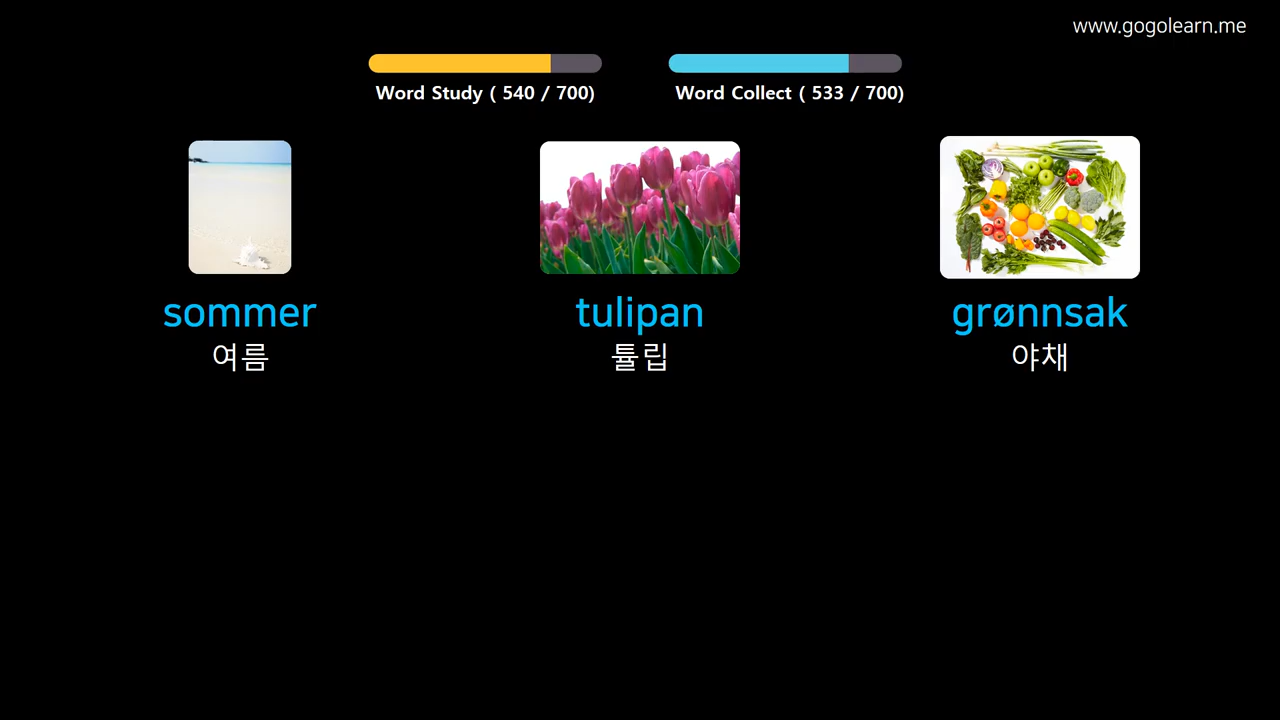 www.gogolearn.me
Word Study ( 540 / 700)
Word Collect ( 533 / 700)
sommer
여름
tulipan
튤립
grønnsak
야채